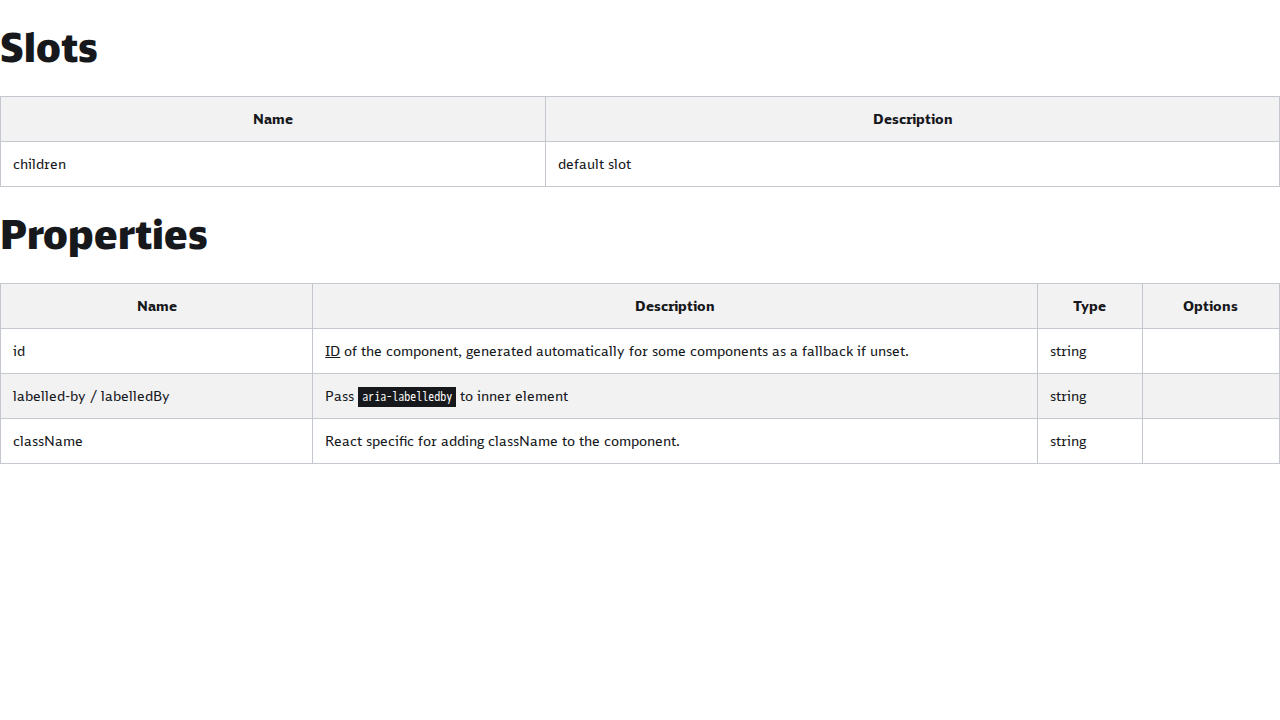 Slots
Name Description
children default slot
Properties
Name Description Type Options
id ID of the component, generated automatically for some components as a fallback if unset. string
labelled-by / labelledBy Pass aria-labelledby to inner element string
className React specific for adding className to the component. string